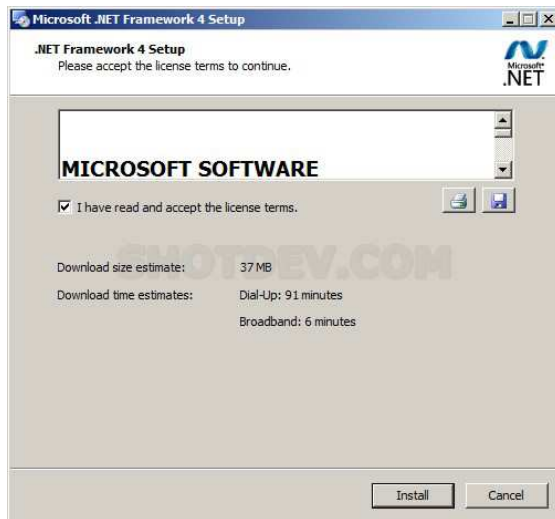 Microsoft .NET Framework 4 Setup
.NET Framework 4 Setup
Please accept the license terms to continue.
Microsoft®
.NET
MICROSOFT SOFTWARE
I have read and accept the license terms.
SHOTDEV.COM
Download size estimate: 37 MB
Download time estimates: Dial-Up: 91 minutes
Broadband: 6 minutes
Install Cancel